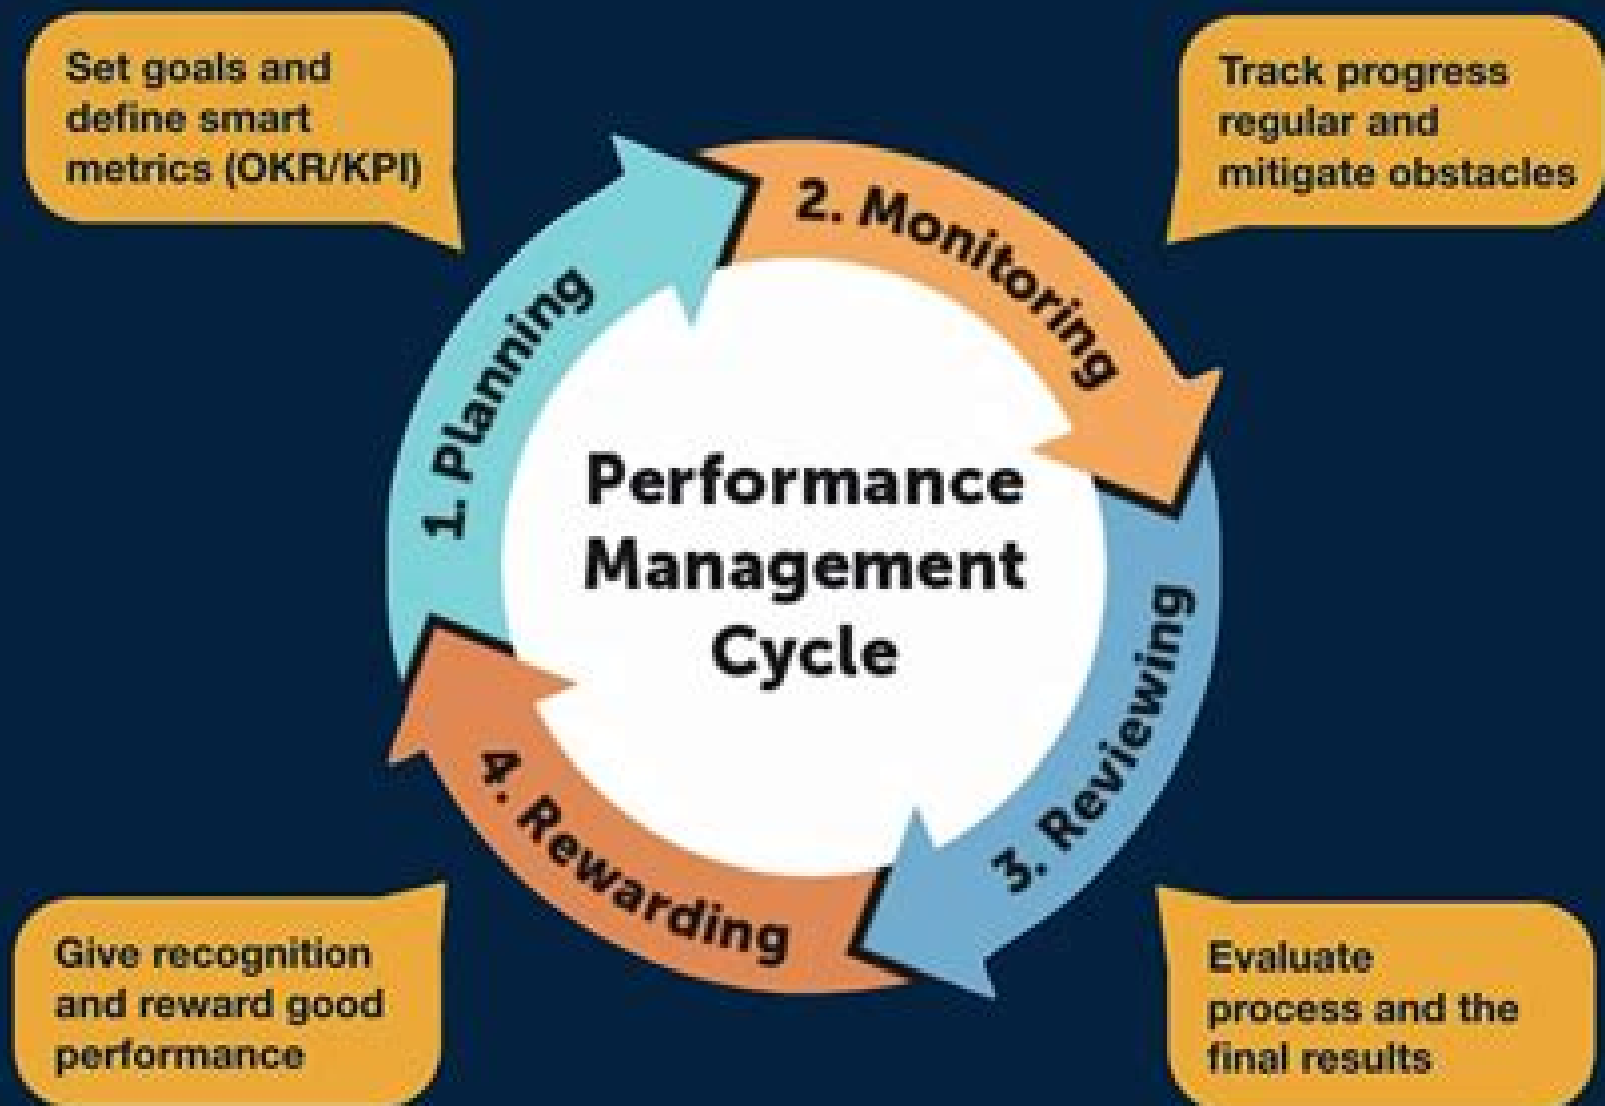 Set goals and
define smart
metrics (OKR/KPI)
Track progress
regular and
mitigate obstacles
1. Planning
2. Monitoring
Performance
Management
Cycle
3. Reviewing
4. Rewarding
Give recognition
and reward good
performance
Evaluate
process and the
final results